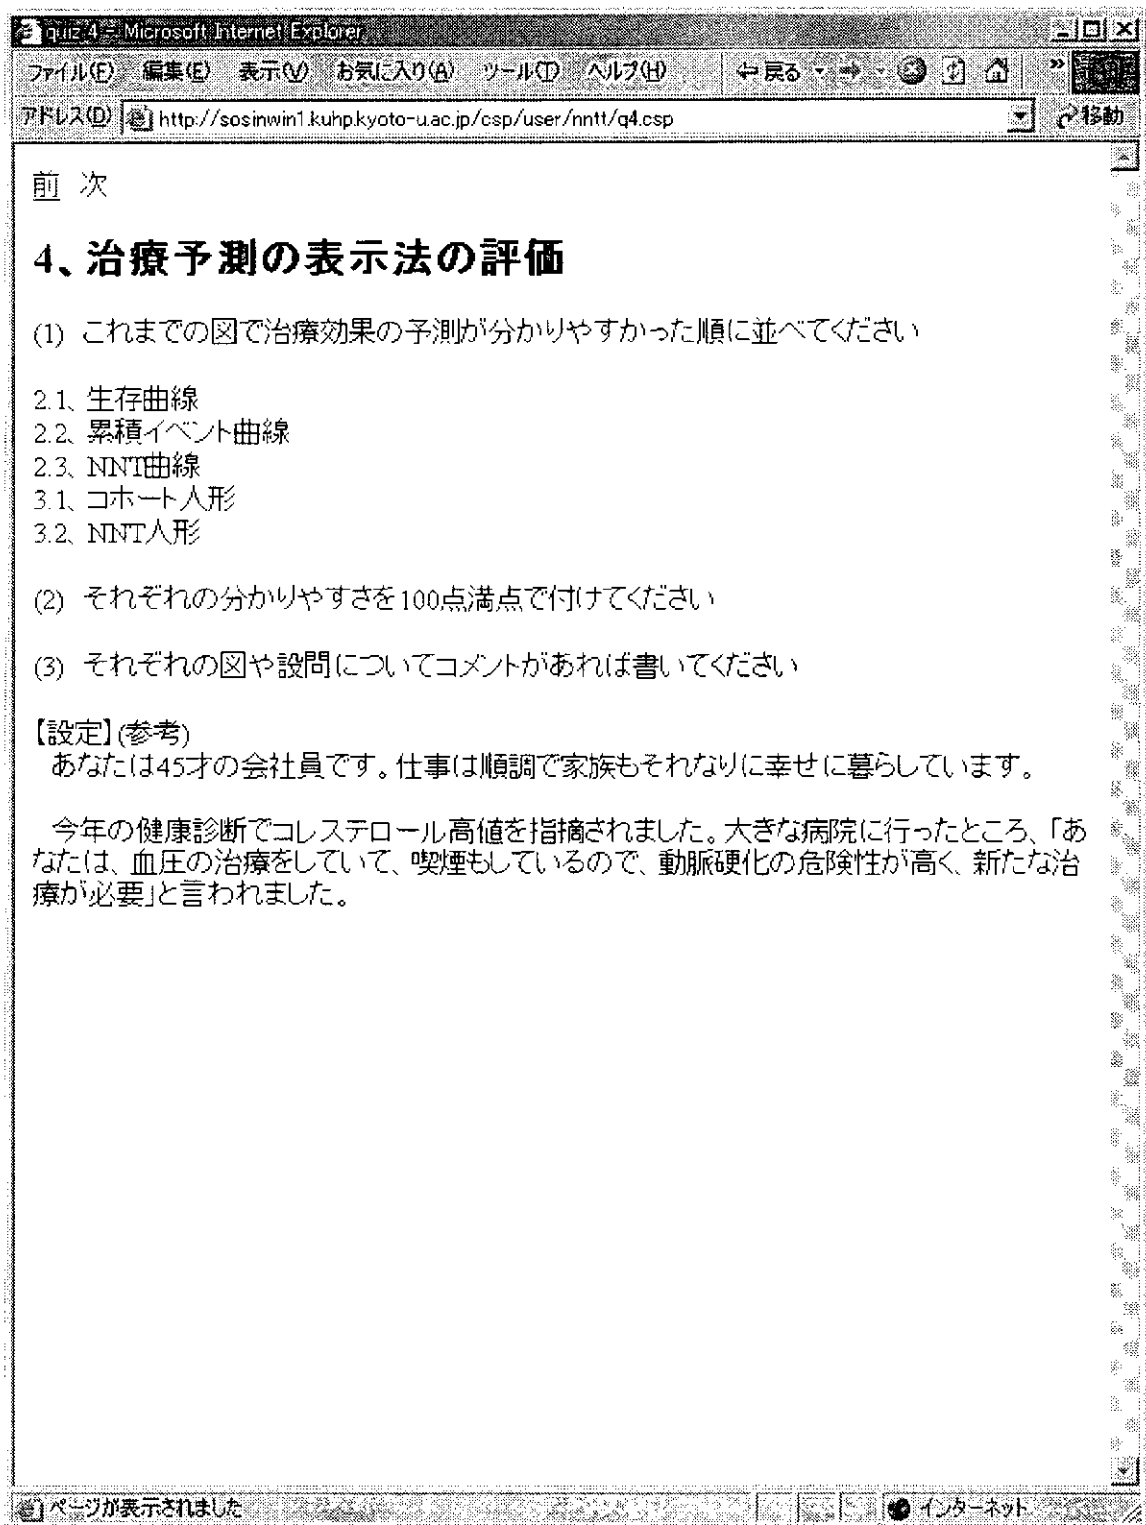 quiz 4 - Microsoft Internet Explorer
ファイル(F) 編集(E) 表示(V) お気に入り(A) ツール(T) ヘルプ(H) 戻る »
アドレス(D) http://sosinwin1.kuhp.kyoto-u.ac.jp/csp/user/nntt/q4.csp 移動
前 次
4、治療予測の表示法の評価
(1) これまでの図で治療効果の予測が分かりやすかった順に並べてください
2.1、生存曲線
2.2、累積イベント曲線
2.3、NNT曲線
3.1、コホート人形
3.2、NNT人形
(2) それぞれの分かりやすさを100点満点で付けてください
(3) それぞれの図や設問についてコメントがあれば書いてください
【設定】(参考)
あなたは45才の会社員です。仕事は順調で家族もそれなりに幸せに暮らしています。
今年の健康診断でコレステロール高値を指摘されました。大きな病院に行ったところ、「あ
なたは、血圧の治療をしていて、喫煙もしているので、動脈硬化の危険性が高く、新たな治
療が必要」と言われました。
ページが表示されました インターネット